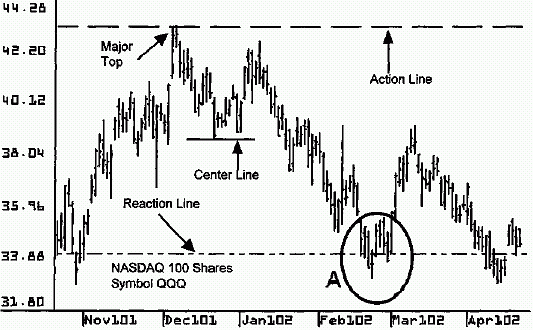 44.28
42.20
40.12
38.04
35.96
33.88
31.80
Major
Top
Action Line
Center Line
Reaction Line
NASDAQ 100 Shares
Symbol QQQ
A
Nov101 Dec101 Jan102 Feb102 Mar102 Apr102